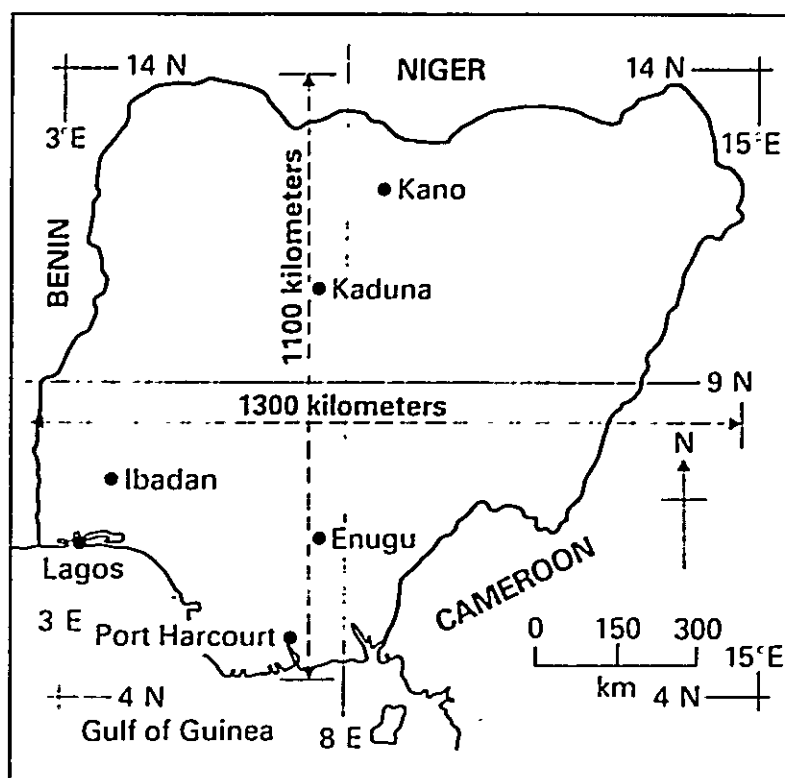 14 N NIGER 14 N
3°E 15°E
Kano
BENIN
1100 kilometers
Kaduna
9 N
1300 kilometers
N
Ibadan
Enugu
Lagos
CAMEROON
3 E Port Harcourt 0 150 300
15°E
km
4 N 4 N
Gulf of Guinea 8 E